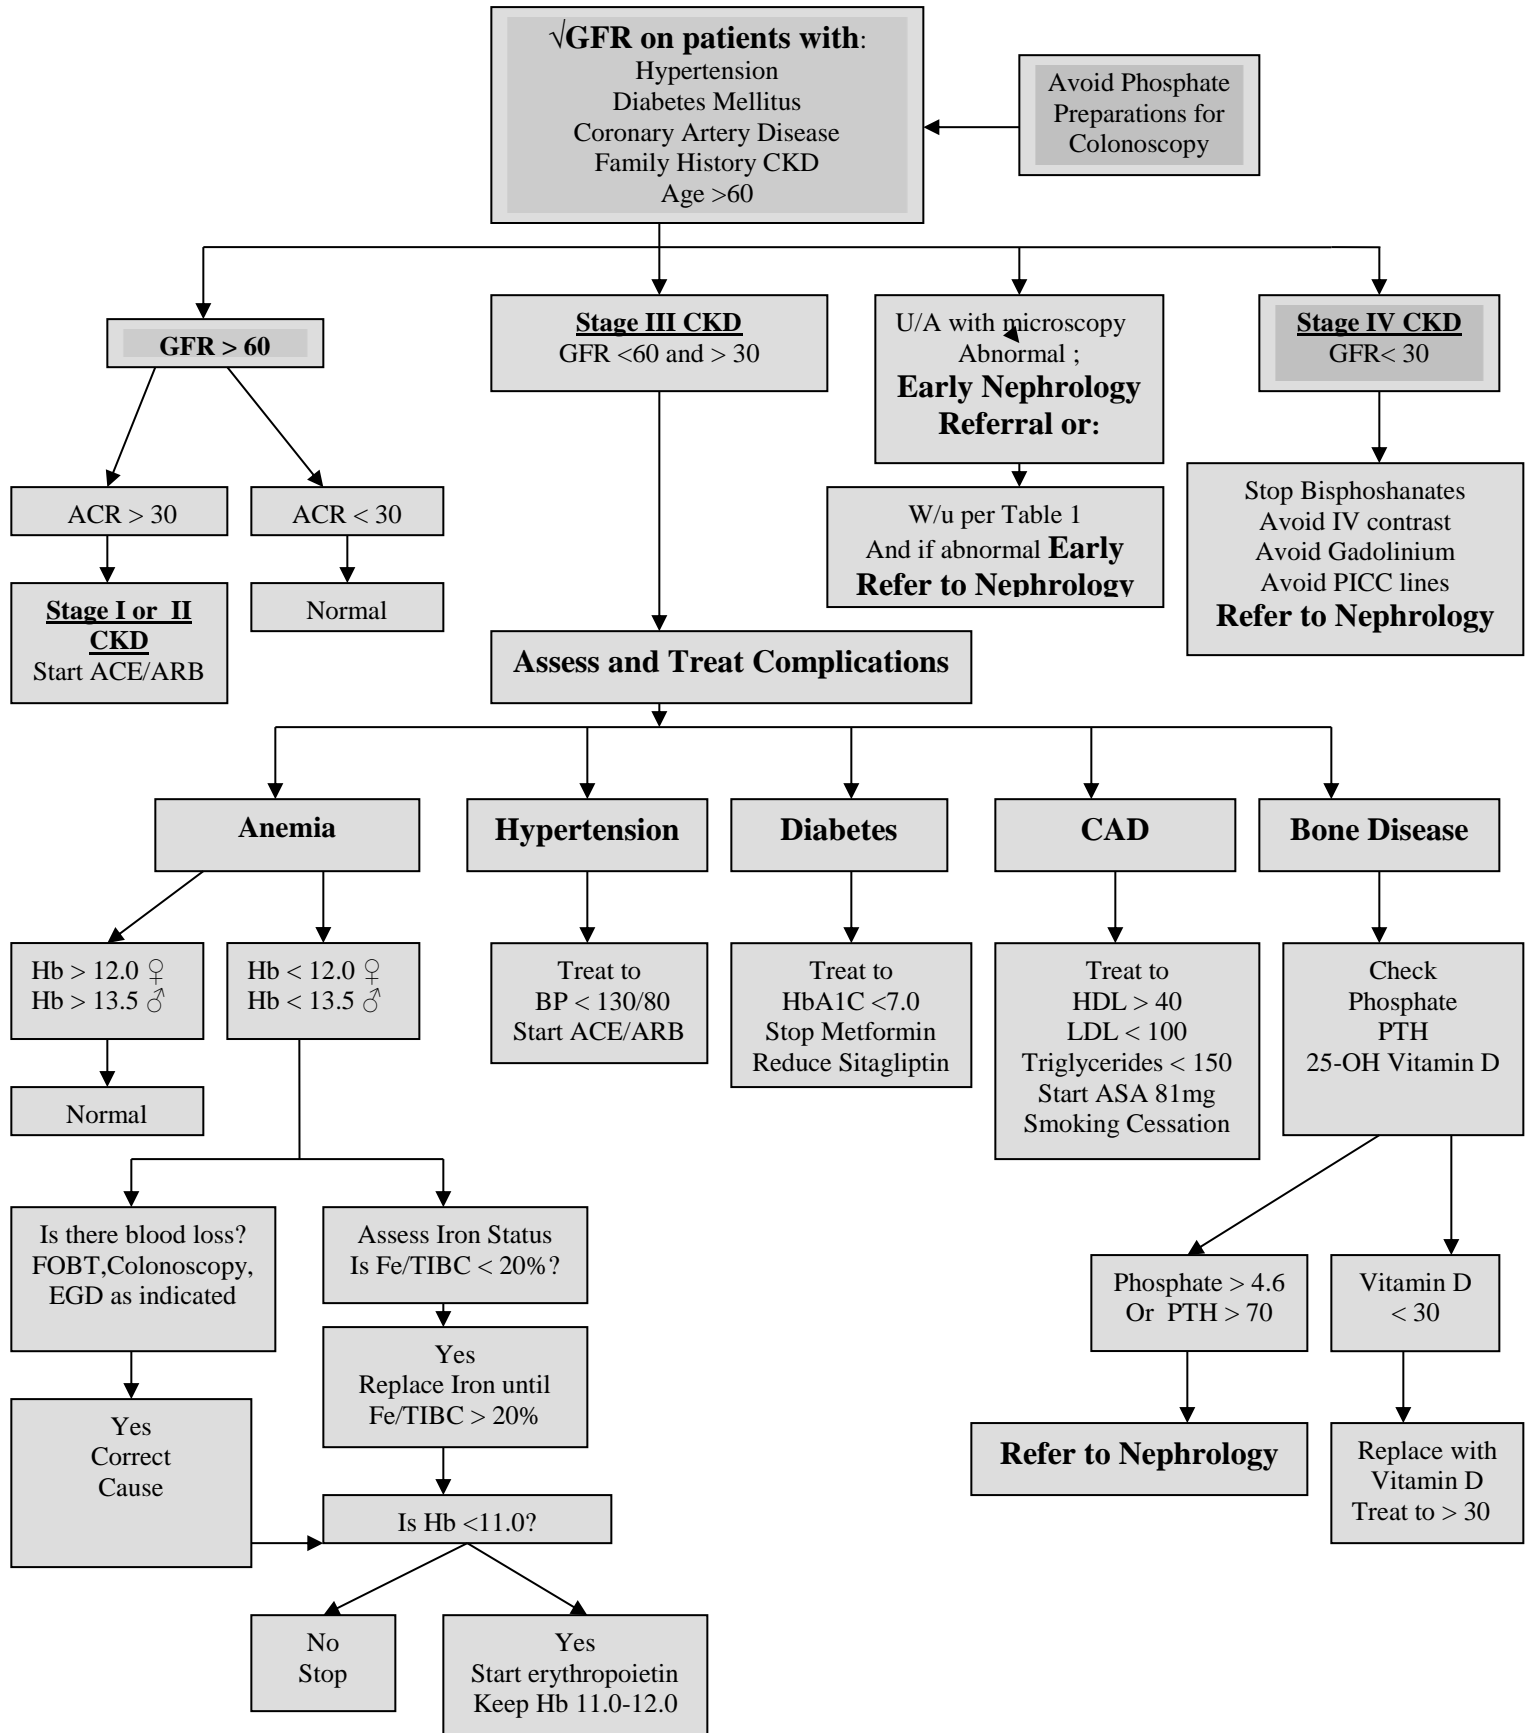 √GFR on patients with:
Hypertension
Diabetes Mellitus
Coronary Artery Disease
Family History CKD
Age >60
Avoid Phosphate
Preparations for
Colonoscopy
GFR > 60
Stage III CKD
GFR <60 and > 30
U/A with microscopy
Abnormal ;
Early Nephrology
Referral or:
Stage IV CKD
GFR< 30
ACR > 30
ACR < 30
W/u per Table 1
And if abnormal Early
Refer to Nephrology
Stop Bisphoshanates
Avoid IV contrast
Avoid Gadolinium
Avoid PICC lines
Refer to Nephrology
Stage I or II
CKD
Start ACE/ARB
Normal
Assess and Treat Complications
Anemia
Hypertension
Diabetes
CAD
Bone Disease
Hb > 12.0 ♀
Hb > 13.5 ♂
Hb < 12.0 ♀
Hb < 13.5 ♂
Treat to
BP < 130/80
Start ACE/ARB
Treat to
HbA1C <7.0
Stop Metformin
Reduce Sitagliptin
Treat to
HDL > 40
LDL < 100
Triglycerides < 150
Start ASA 81mg
Smoking Cessation
Check
Phosphate
PTH
25-OH Vitamin D
Normal
Is there blood loss?
FOBT,Colonoscopy,
EGD as indicated
Assess Iron Status
Is Fe/TIBC < 20%?
Phosphate > 4.6
Or PTH > 70
Vitamin D
< 30
Yes
Replace Iron until
Fe/TIBC > 20%
Yes
Correct
Cause
Refer to Nephrology
Replace with
Vitamin D
Treat to > 30
Is Hb <11.0?
No
Stop
Yes
Start erythropoietin
Keep Hb 11.0-12.0